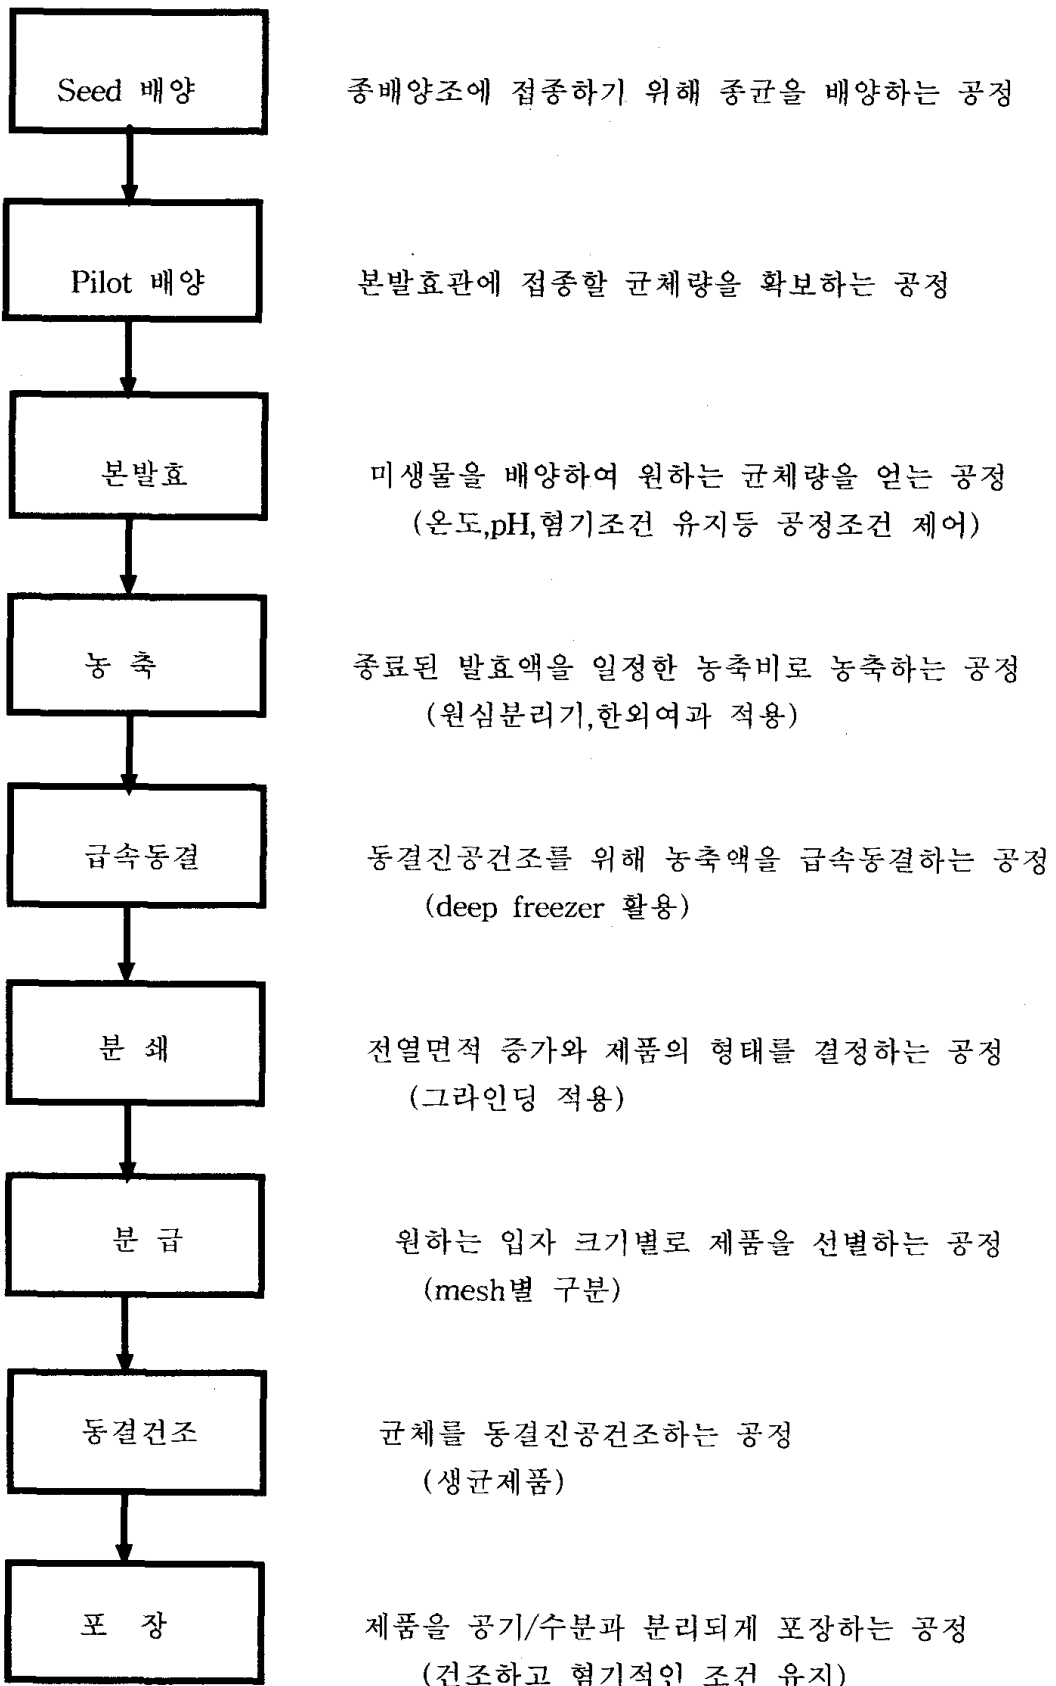 Seed 배양
종배양조에 접종하기 위해 종균을 배양하는 공정
Pilot 배양
본발효관에 접종할 균체량을 확보하는 공정
본발효
미생물을 배양하여 원하는 균체량을 얻는 공정
(온도,pH,혐기조건 유지등 공정조건 제어)
농 축
종료된 발효액을 일정한 농축비로 농축하는 공정
(원심분리기,한외여과 적용)
급속동결
동결진공건조를 위해 농축액을 급속동결하는 공정
(deep freezer 활용)
분 쇄
전열면적 증가와 제품의 형태를 결정하는 공정
(그라인딩 적용)
분 급
원하는 입자 크기별로 제품을 선별하는 공정
(mesh별 구분)
동결건조
균체를 동결진공건조하는 공정
(생균제품)
포 장
제품을 공기/수분과 분리되게 포장하는 공정
(건조하고 혐기적인 조건 유지)